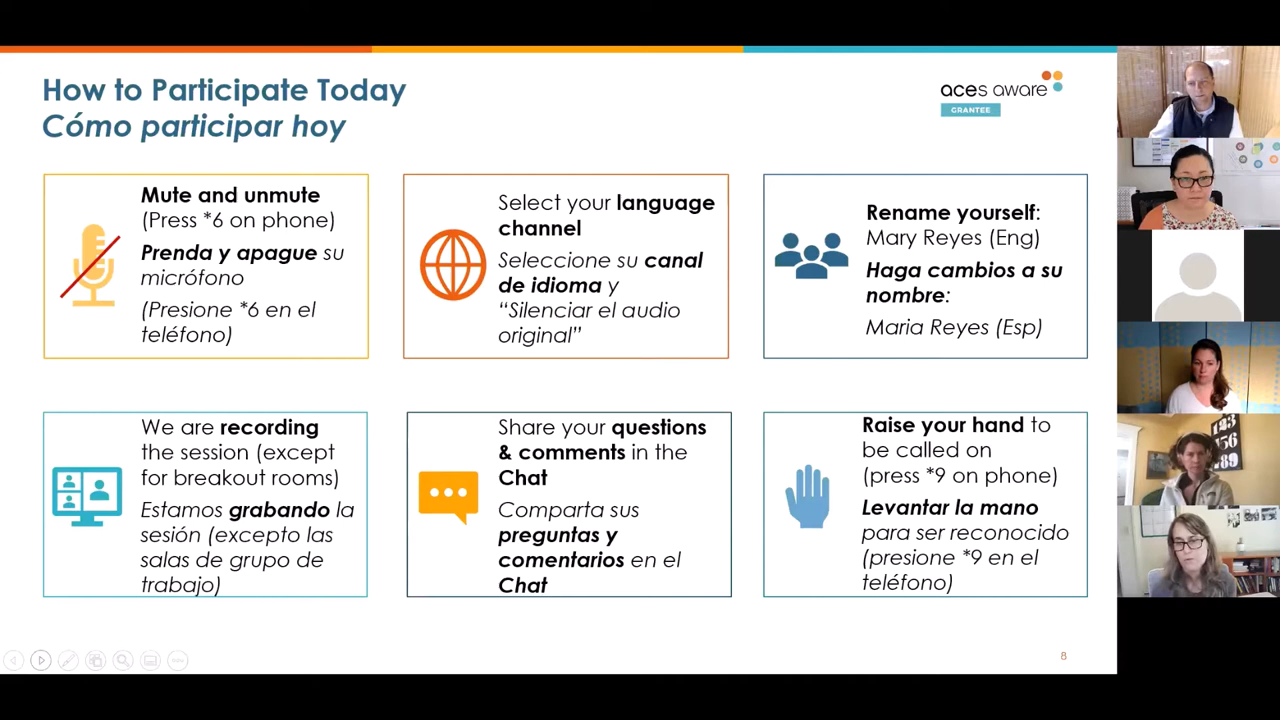 How to Participate Today
Cómo participar hoy
aces aware
GRANTEE
Mute and unmute
(Press *6 on phone)
Prenda y apague su
micrófono
(Presione *6 en el
teléfono)
Select your language
channel
Seleccione su canal
de idioma y
“Silenciar el audio
original”
Rename yourself:
Mary Reyes (Eng)
Haga cambios a su
nombre:
Maria Reyes (Esp)
We are recording
the session (except
for breakout rooms)
Estamos grabando la
sesión (excepto las
salas de grupo de
trabajo)
Share your questions
& comments in the
Chat
Comparta sus
preguntas y
comentarios en el
Chat
Raise your hand to
be called on
(press *9 on phone)
Levantar la mano
para ser reconocido
(presione *9 en el
teléfono)
8
123
156
789